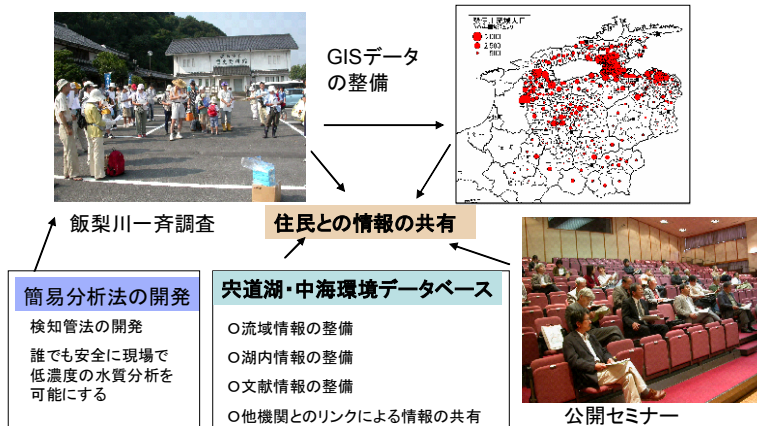 GISデータ
の整備
2,500
500
飯梨川一斉調査
住民との情報の共有
簡易分析法の開発
検知管法の開発
誰でも安全に現場で
低濃度の水質分析を
可能にする
宍道湖・中海環境データベース
○流域情報の整備
○湖内情報の整備
○文献情報の整備
○他機関とのリンクによる情報の共有
公開セミナー